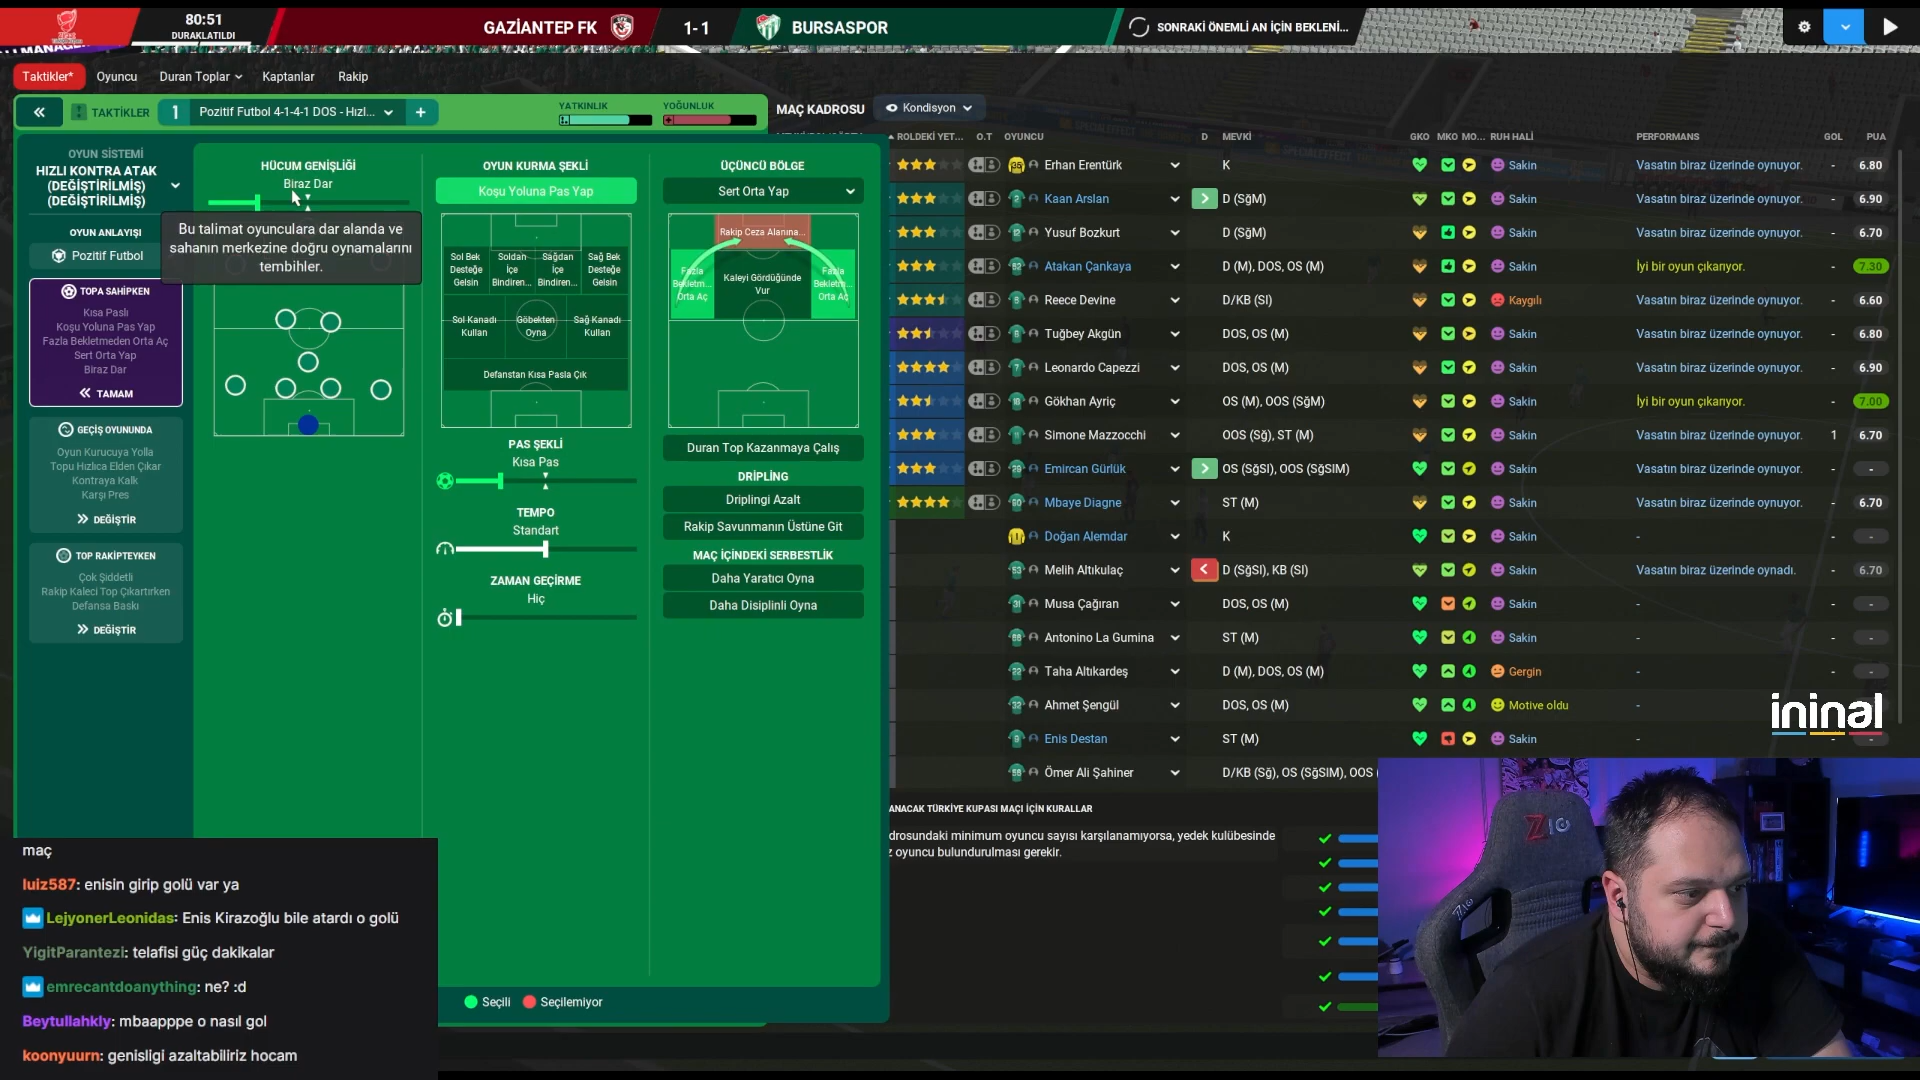 80:51
DURAKLATILDI
GAZİANTEP FK
1-1
BURSASPOR
SONRAKİ ÖNEMLİ AN İÇİN BEKLENİ...
Taktikler*
Oyuncu
Duran Toplar
Kaptanlar
Rakip
TAKTİKLER
1
Pozitif Futbol 4-1-4-1 DOS - Hızl...
+
YATKINLIK
YOĞUNLUK
MAÇ KADROSU
Kondisyon
OYUN SİSTEMİ
HIZLI KONTRA ATAK
(DEĞİŞTİRİLMİŞ)
(DEĞİŞTİRİLMİŞ)
OYUN ANLAYIŞI
Pozitif Futbol
TOPA SAHİPKEN
Kısa Paslı
Koşu Yoluna Pas Yap
Fazla Bekletmeden Orta Aç
Sert Orta Yap
Biraz Dar
TAMAM
GEÇİŞ OYUNUNDA
Oyun Kurucuya Yolla
Topu Hızlıca Elden Çıkar
Kontraya Kalk
Karşı Pres
DEĞİŞTİR
TOP RAKİPTEYKEN
Çok Şiddetli
Rakip Kaleci Top Çıkartırken
Defansa Baskı
DEĞİŞTİR
HÜCUM GENİŞLİĞİ
Biraz Dar
Bu talimat oyunculara dar alanda ve
sahanın merkezine doğru oynamalarını
tembihler.
OYUN KURMA ŞEKLİ
Koşu Yoluna Pas Yap
Sol Bek
Desteğe
Gelsin
Soldan
İçe
Bindiren...
Sağdan
İçe
Bindiren...
Sağ Bek
Desteğe
Gelsin
Sol Kanadı
Kullan
Göbekten
Oyna
Sağ Kanadı
Kullan
Defanstan Kısa Pasla Çık
PAS ŞEKLİ
Kısa Pas
TEMPO
Standart
ZAMAN GEÇİRME
Hiç
ÜÇÜNCÜ BÖLGE
Sert Orta Yap
Rakip Ceza Alanına...
Fazla
Bekletm...
Orta Aç
Kaleyi Gördüğünde
Vur
Fazla
Bekletm...
Orta Aç
Duran Top Kazanmaya Çalış
DRİPLİNG
Driplingi Azalt
Rakip Savunmanın Üstüne Git
MAÇ İÇİNDEKİ SERBESTLİK
Daha Yaratıcı Oyna
Daha Disiplinli Oyna
Seçili
Seçilemiyor
ROLDEKİ YET... O.T OYUNCU D MEVKİ GKO MKO MO... RUH HALİ PERFORMANS GOL PUA
Erhan Erentürk K Sakin Vasatın biraz üzerinde oynuyor. - 6.80
Kaan Arslan D (SğM) Sakin Vasatın biraz üzerinde oynuyor. - 6.90
Yusuf Bozkurt D (SğM) Sakin Vasatın biraz üzerinde oynuyor. - 6.70
Atakan Çankaya D (M), DOS, OS (M) Sakin İyi bir oyun çıkarıyor. - 7.30
Reece Devine D/KB (Sl) Kaygılı Vasatın biraz üzerinde oynuyor. - 6.60
Tuğbey Akgün DOS, OS (M) Sakin Vasatın biraz üzerinde oynuyor. - 6.80
Leonardo Capezzi DOS, OS (M) Sakin Vasatın biraz üzerinde oynuyor. - 6.90
Gökhan Ayriç OS (M), OOS (SğM) Sakin İyi bir oyun çıkarıyor. - 7.00
Simone Mazzocchi OOS (Sğ), ST (M) Sakin Vasatın biraz üzerinde oynuyor. 1 6.70
Emircan Gürlük OS (SğSl), OOS (SğSlM) Sakin Vasatın biraz üzerinde oynuyor. - -
Mbaye Diagne ST (M) Sakin Vasatın biraz üzerinde oynuyor. - 6.70
Doğan Alemdar K Sakin - - -
Melih Altıkulaç D (SğSl), KB (Sl) Sakin Vasatın biraz üzerinde oynadı. - 6.70
Musa Çağıran DOS, OS (M) Sakin - - -
Antonino La Gumina ST (M) Sakin - - -
Taha Altıkardeş D (M), DOS, OS (M) Gergin - - -
Ahmet Şengül DOS, OS (M) Motive oldu -
Enis Destan ST (M) Sakin - - -
Ömer Ali Şahiner D/KB (Sğ), OS (SğSlM), OOS (
ininal
ANACAK TÜRKİYE KUPASI MAÇI İÇİN KURALLAR
drosundaki minimum oyuncu sayısı karşılanamıyorsa, yedek kulübesinde
z oyuncu bulundurulması gerekir.
maç
luiz587: enisin girip golü var ya
LejyonerLeonidas: Enis Kirazoğlu bile atardı o golü
YigitParantezi: telafisi güç dakikalar
emrecantdoanything: ne? :d
Beytullahkly: mbaapppe o nasıl gol
koonyuurn: genisligi azaltabiliriz hocam